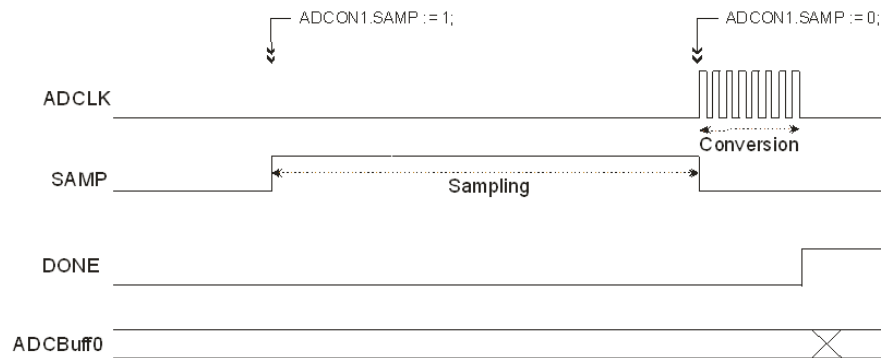 ADCON1.SAMP := 1;
ADCON1.SAMP := 0;
ADCLK
Conversion
SAMP
Sampling
DONE
ADCBuff0